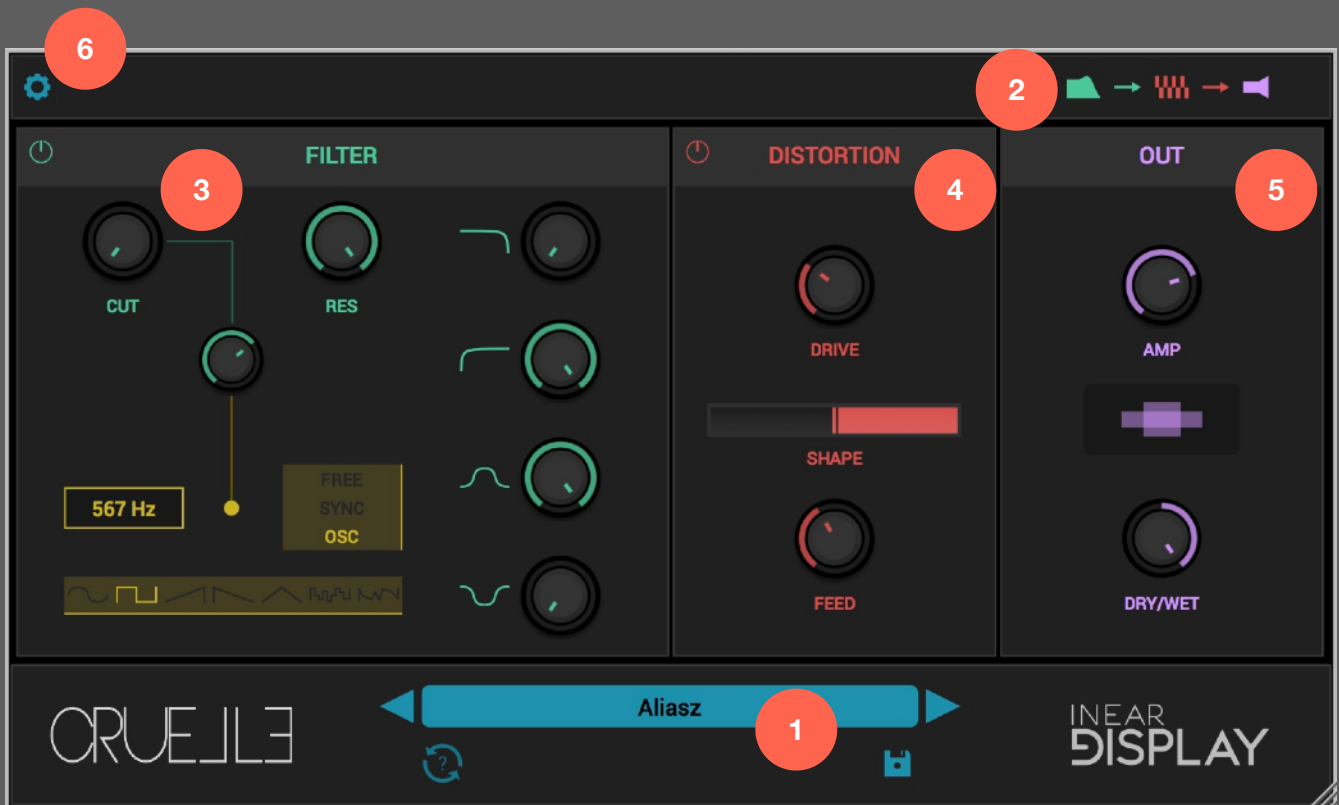 6
2
FILTER
DISTORTION
OUT
3
4
5
CUT
RES
DRIVE
AMP
SHAPE
567 Hz
FREE
SYNC
OSC
FEED
DRY/WET
CRUELLE
Aliasz
1
?
INEAR
DISPLAY